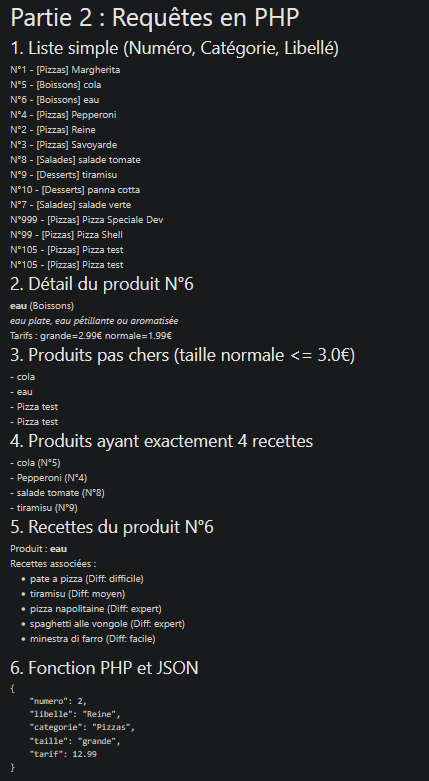 Partie 2 : Requêtes en PHP
1. Liste simple (Numéro, Catégorie, Libellé)
N°1 - [Pizzas] Margherita
N°5 - [Boissons] cola
N°6 - [Boissons] eau
N°4 - [Pizzas] Pepperoni
N°2 - [Pizzas] Reine
N°3 - [Pizzas] Savoyarde
N°8 - [Salades] salade tomate
N°9 - [Desserts] tiramisu
N°10 - [Desserts] panna cotta
N°7 - [Salades] salade verte
N°999 - [Pizzas] Pizza Speciale Dev
N°99 - [Pizzas] Pizza Shell
N°105 - [Pizzas] Pizza test
N°105 - [Pizzas] Pizza test
2. Détail du produit N°6
eau (Boissons)
eau plate, eau pétillante ou aromatisée
Tarifs : grande=2.99€ normale=1.99€
3. Produits pas chers (taille normale <= 3.0€)
- cola
- eau
- Pizza test
- Pizza test
4. Produits ayant exactement 4 recettes
- cola (N°5)
- Pepperoni (N°4)
- salade tomate (N°8)
- tiramisu (N°9)
5. Recettes du produit N°6
Produit : eau
Recettes associées :
• pate a pizza (Diff: difficile)
• tiramisu (Diff: moyen)
• pizza napolitaine (Diff: expert)
• spaghetti alle vongole (Diff: expert)
• minestra di farro (Diff: facile)
6. Fonction PHP et JSON
{
    "numero": 2,
    "libelle": "Reine",
    "categorie": "Pizzas",
    "taille": "grande",
    "tarif": 12.99
}